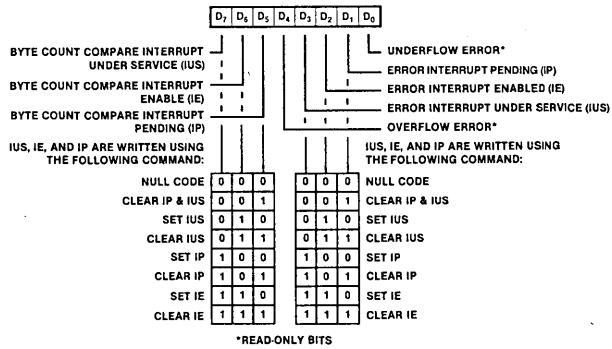 D7 D6 D5 D4 D3 D2 D1 D0
BYTE COUNT COMPARE INTERRUPT
UNDER SERVICE (IUS)
BYTE COUNT COMPARE INTERRUPT
ENABLE (IE)
BYTE COUNT COMPARE INTERRUPT
PENDING (IP)
UNDERFLOW ERROR*
ERROR INTERRUPT PENDING (IP)
ERROR INTERRUPT ENABLED (IE)
ERROR INTERRUPT UNDER SERVICE (IUS)
OVERFLOW ERROR*
IUS, IE, AND IP ARE WRITTEN USING
THE FOLLOWING COMMAND:
IUS, IE, AND IP ARE WRITTEN USING
THE FOLLOWING COMMAND:
NULL CODE 0 0 0 0 0 0 NULL CODE
CLEAR IP & IUS 0 0 1 0 0 1 CLEAR IP & IUS
SET IUS 0 1 0 0 1 0 SET IUS
CLEAR IUS 0 1 1 0 1 1 CLEAR IUS
SET IP 1 0 0 1 0 0 SET IP
CLEAR IP 1 0 1 1 0 1 CLEAR IP
SET IE 1 1 0 1 1 0 SET IE
CLEAR IE 1 1 1 1 1 1 CLEAR IE
*READ-ONLY BITS